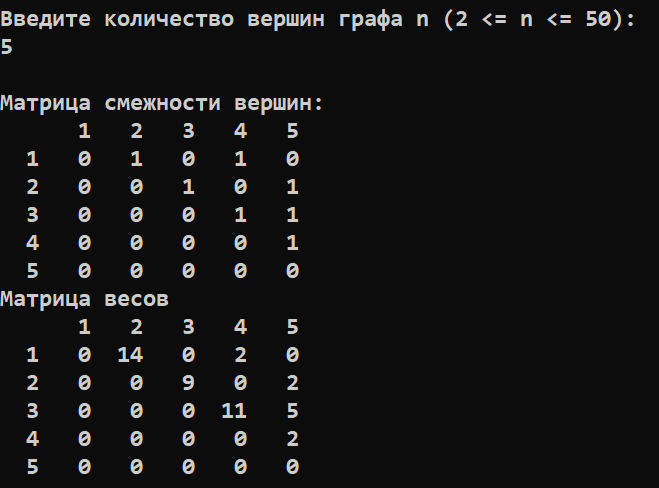 Введите количество вершин графа n (2 <= n <= 50):
5
Матрица смежности вершин:
1 2 3 4 5
1 0 1 0 1 0
2 0 0 1 0 1
3 0 0 0 1 1
4 0 0 0 0 1
5 0 0 0 0 0
Матрица весов
1 2 3 4 5
1 0 14 0 2 0
2 0 0 9 0 2
3 0 0 0 11 5
4 0 0 0 0 2
5 0 0 0 0 0